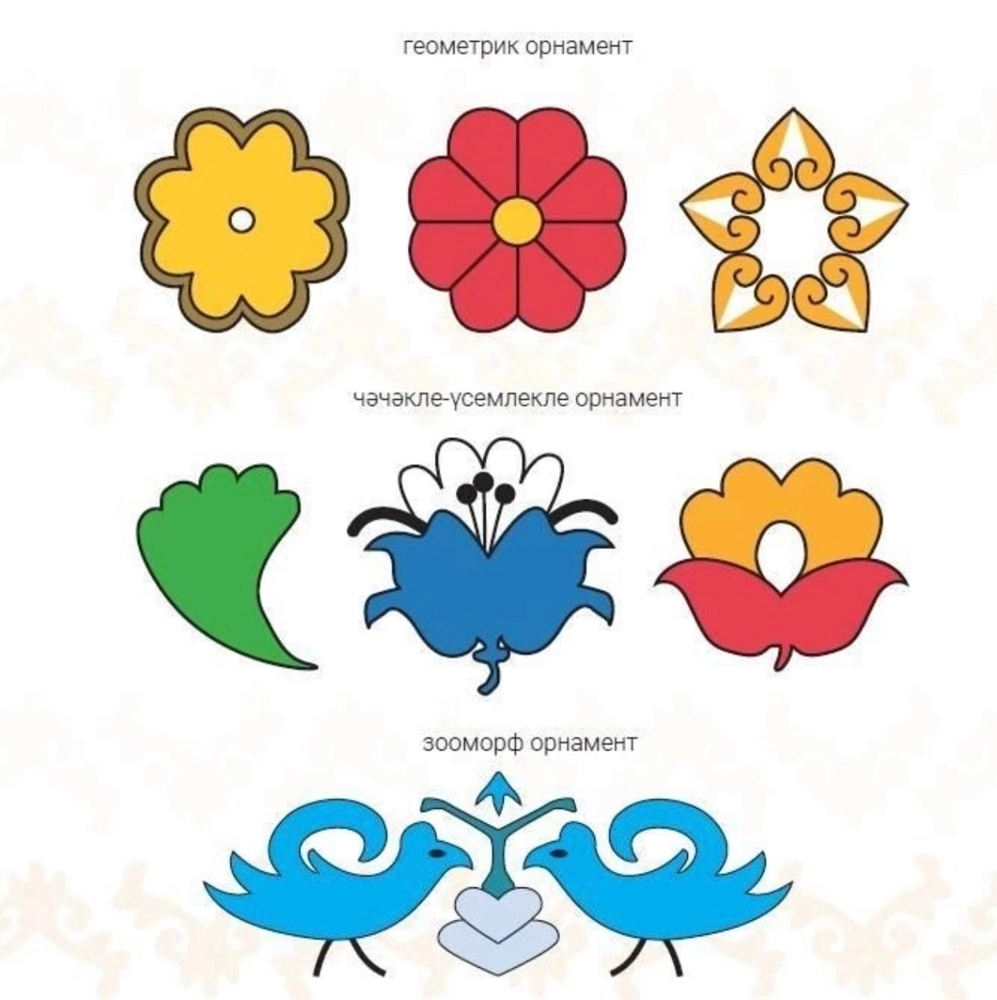 геометрик орнамент
чәчәкле-үсемлекле орнамент
зооморф орнамент